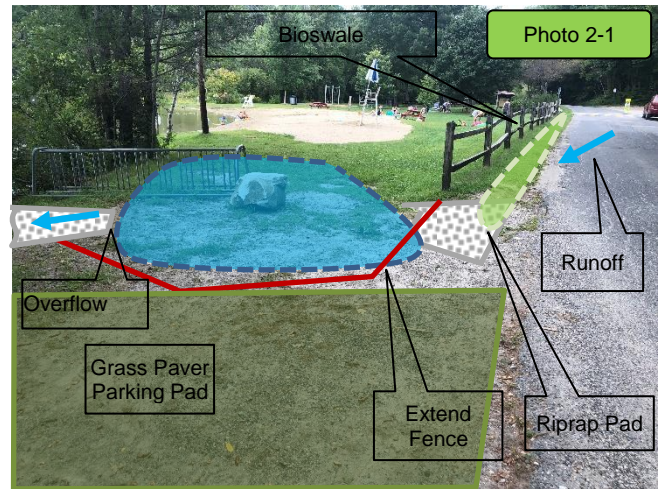 Bioswale
Photo 2-1
Runoff
Overflow
Grass Paver
Parking Pad
Extend
Fence
Riprap Pad